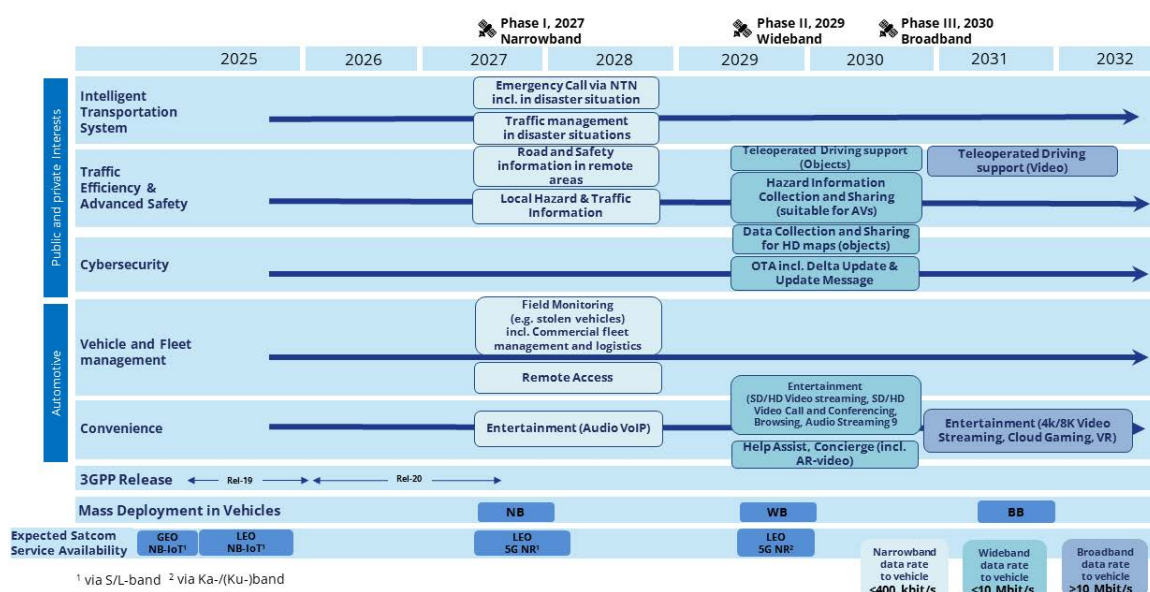 Phase I, 2027
Narrowband
Phase II, 2029
Wideband
Phase III, 2030
Broadband
2025
2026
2027
2028
2029
2030
2031
2032
Public and private Interests
Intelligent
Transportation
System
Emergency Call via NTN
incl. in disaster situation
Traffic management
in disaster situations
Traffic
Efficiency &
Advanced Safety
Road and Safety
information in remote
areas
Local Hazard & Traffic
Information
Teleoperated Driving support
(Objects)
Hazard Information
Collection and Sharing
(suitable for AVs)
Teleoperated Driving
support (Video)
Cybersecurity
Data Collection and Sharing
for HD maps (objects)
OTA incl. Delta Update &
Update Message
Automotive
Vehicle and Fleet
management
Field Monitoring
(e.g. stolen vehicles)
incl. Commercial fleet
management and logistics
Remote Access
Convenience
Entertainment (Audo VoIP)
Entertainment
(SD/HD Video streaming, SD/HD
Video Call and Conferencing,
Browsing, Audio Streaming 9
Help Assist, Concierge (incl.
AR-video)
Entertainment (4k/8K Video
Streaming, Cloud Gaming, VR)
3GPP Release
Rel-19
Rel-20
Mass Deployment in Vehicles
NB
WB
BB
Expected Satcom
Service Availability
GEO
NB-IoT¹
LEO
NB-IoT¹
LEO
5G NR¹
LEO
5G NR²
¹ via S/L-band ² via Ka-/(Ku-)band
Narrowband
data rate
to vehicle
<400 kbit/s
Wideband
data rate
to vehicle
<10 Mbit/s
Broadband
data rate
to vehicle
>10 Mbit/s